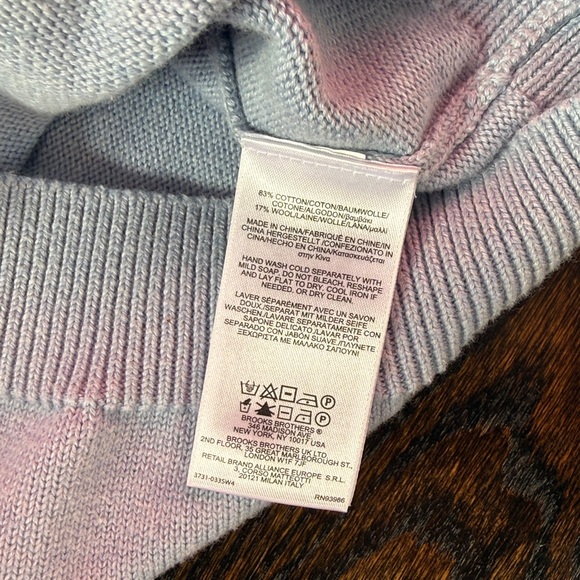 83% COTTON/COTON/BAUMWOLLE/
COTONE/ALGODON/βαμβάκι
17% WOOL/LAINE/WOLLE/LANA/μαλλί
MADE IN CHINA/FABRIQUÉ EN CHINE/IN
CHINA HERGESTELLT /CONFEZIONATO IN
CINA/HECHO EN CHINA/Κατασκευάζεται
στην Κίνα
HAND WASH COLD SEPARATELY WITH
MILD SOAP. DO NOT BLEACH. RESHAPE
AND LAY FLAT TO DRY. COOL IRON IF
NEEDED, OR DRY CLEAN.
LAVER SÉPARÉMENT AVEC UN SAVON
DOUX./SEPARAT MIT MILDER SEIFE
WASCHEN./LAVARE SEPARATAMENTE CON
SAPONE DELICATO./LAVAR POR
SEPARADO CON JABÓN SUAVE./ΠΛΥΝΕΤΕ
ΞΕΧΩΡΙΣΤΑ ΜΕ ΜΑΛΑΚΟ ΣΑΠΟΥΝΙ
P
P
BROOKS BROTHERS ®
346 MADISON AVE
NEW YORK, NY 10017 USA
BROOKS BROTHERS UK LTD.
2ND FLOOR, 35 GREAT MARLBOROUGH ST.
LONDON W1F 7JF
RETAIL BRAND ALLIANCE EUROPE S.R.L.
3, CORSO MATTEOTTI
20121 MILAN ITALY
3731-0335W4
RN93986